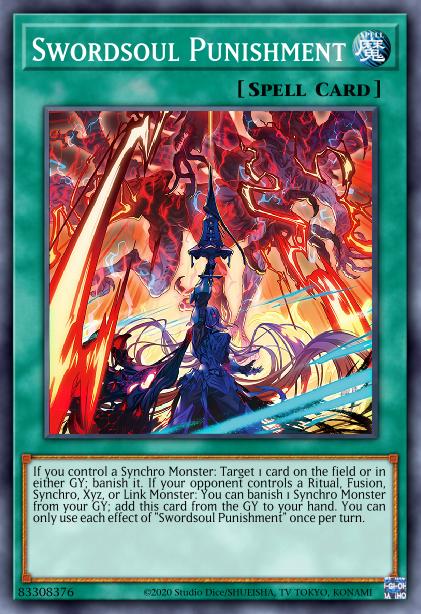 Swordsoul Punishment
SPELL
魔
[Spell Card]
If you control a Synchro Monster: Target 1 card on the field or in
either GY; banish it. If your opponent controls a Ritual, Fusion,
Synchro, Xyz, or Link Monster: You can banish 1 Synchro Monster
from your GY; add this card from the GY to your hand. You can
only use each effect of "Swordsoul Punishment" once per turn.
83308376
©2020 Studio Dice/SHUEISHA, TV TOKYO, KONAMI